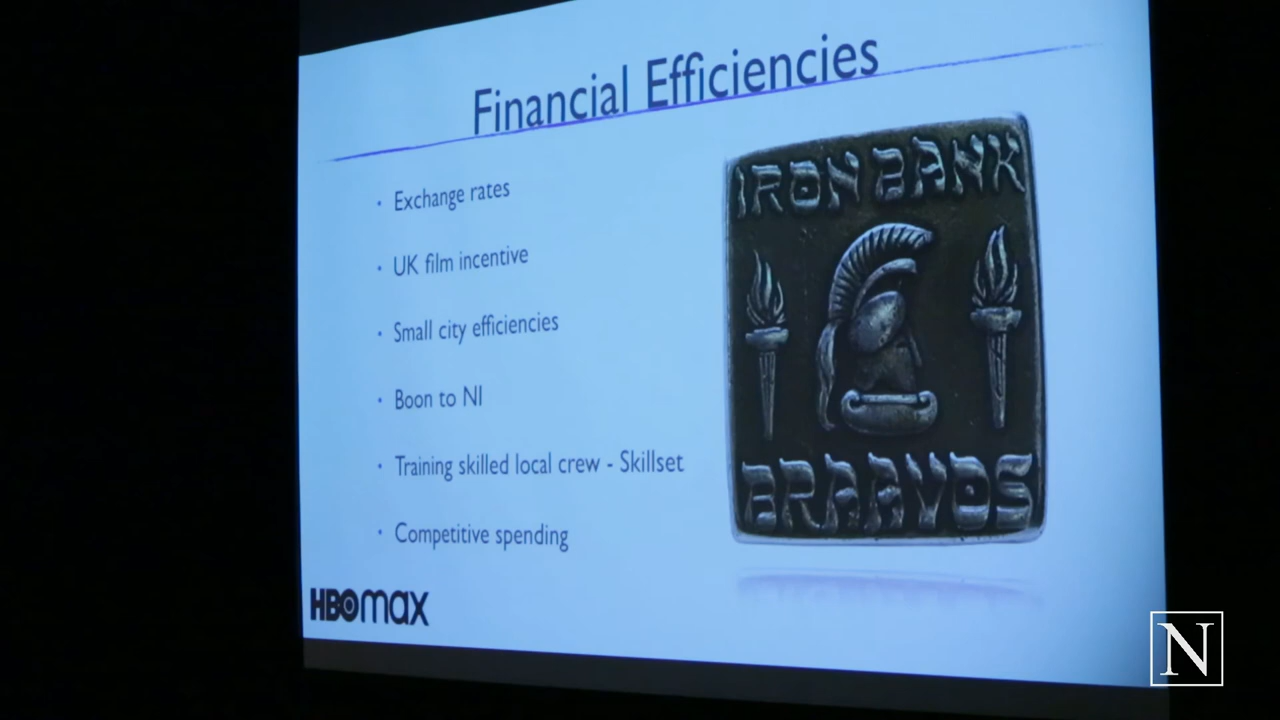 Financial Efficiencies
• Exchange rates
• UK film incentive
• Small city efficiencies
• Boon to NI
• Training skilled local crew - Skillset
• Competitive spending
IRON BANK
BRAAVOS
HBOmax
N